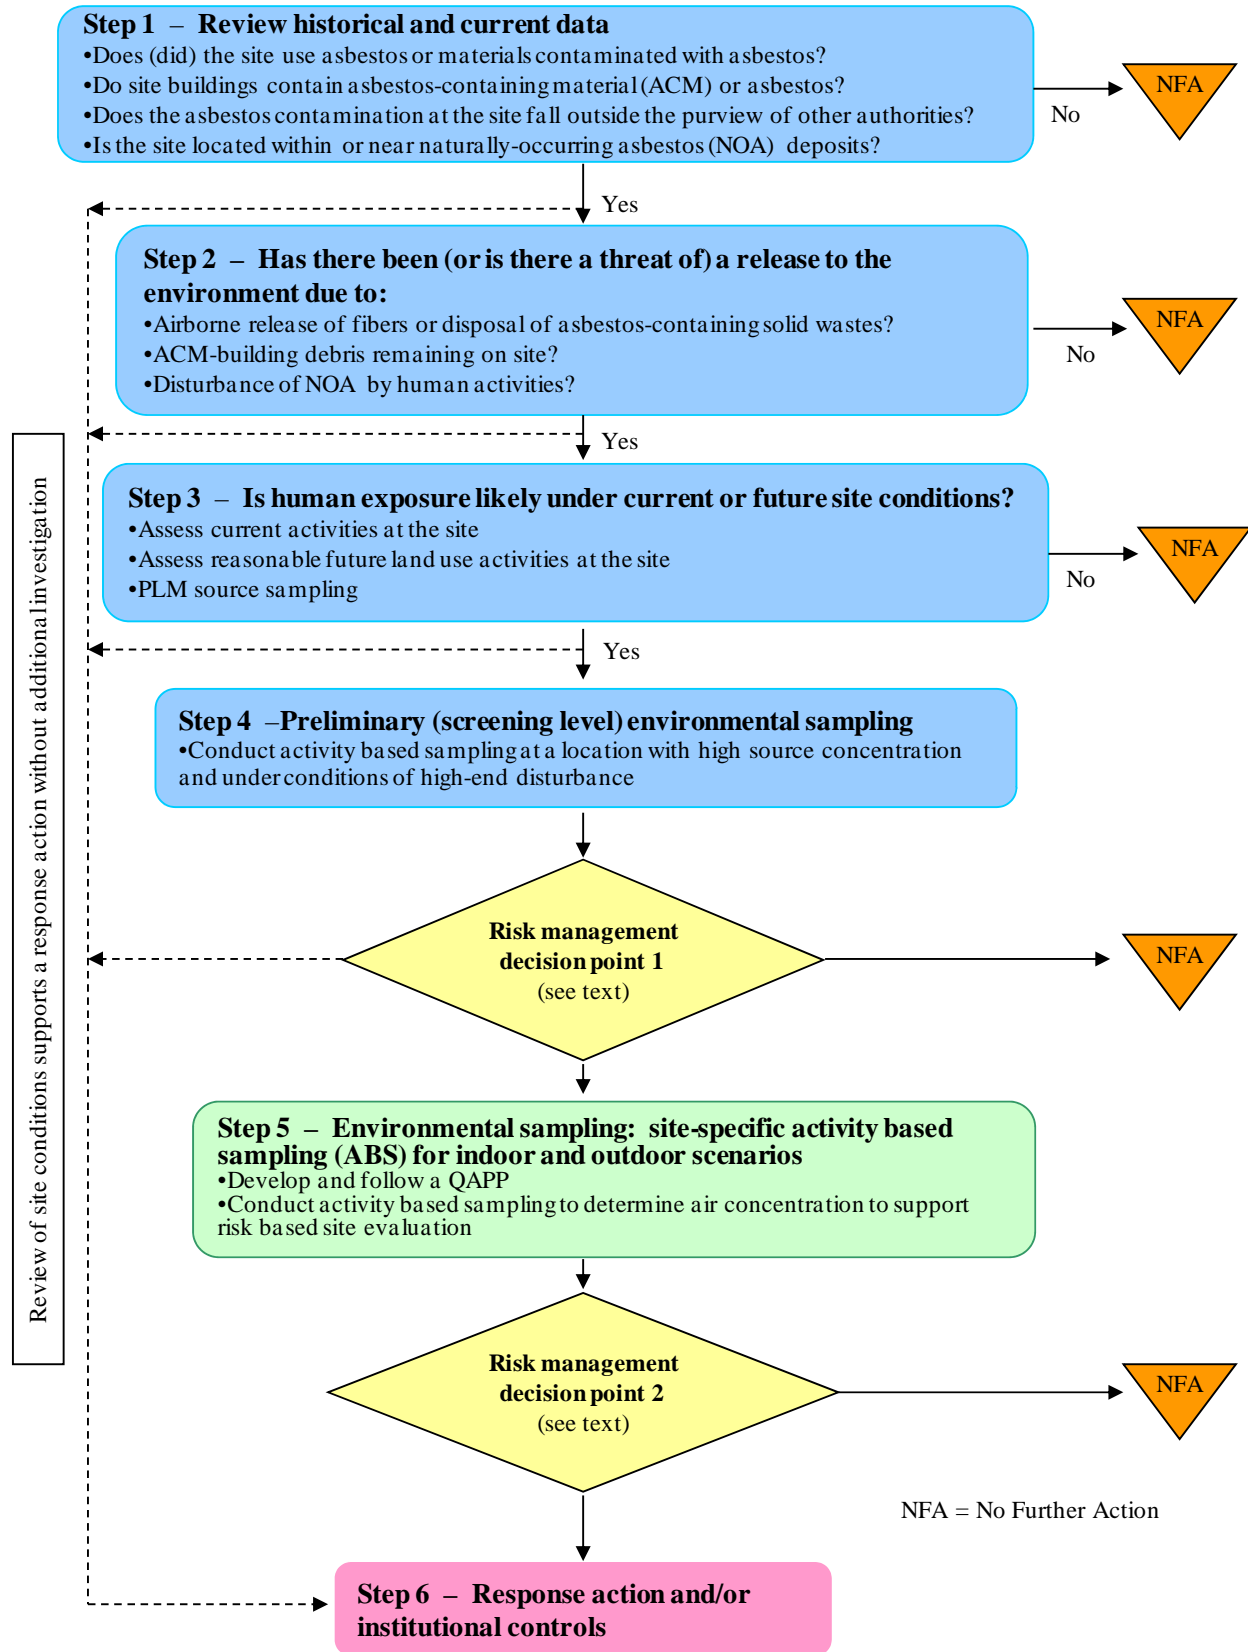 Step 1 – Review historical and current data
•Does (did) the site use asbestos or materials contaminated with asbestos?
•Do site buildings contain asbestos-containing material (ACM) or asbestos?
•Does the asbestos contamination at the site fall outside the purview of other authorities?
•Is the site located within or near naturally-occurring asbestos (NOA) deposits?
NFA
No
Yes
Step 2 – Has there been (or is there a threat of) a release to the
environment due to:
•Airborne release of fibers or disposal of asbestos-containing solid wastes?
•ACM-building debris remaining on site?
•Disturbance of NOA by human activities?
NFA
No
Yes
Review of site conditions supports a response action without additional investigation
Step 3 – Is human exposure likely under current or future site conditions?
•Assess current activities at the site
•Assess reasonable future land use activities at the site
•PLM source sampling
NFA
No
Yes
Step 4 –Preliminary (screening level) environmental sampling
•Conduct activity based sampling at a location with high source concentration
and under conditions of high-end disturbance
Risk management
decision point 1
(see text)
NFA
Step 5 – Environmental sampling: site-specific activity based
sampling (ABS) for indoor and outdoor scenarios
•Develop and follow a QAPP
•Conduct activity based sampling to determine air concentration to support
risk based site evaluation
Risk management
decision point 2
(see text)
NFA
NFA = No Further Action
Step 6 – Response action and/or
institutional controls